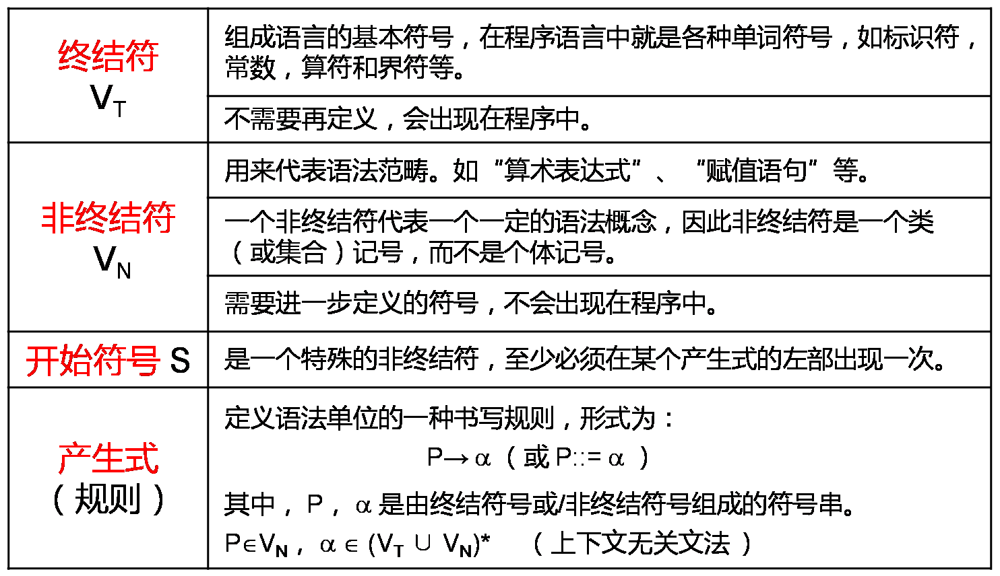 终结符
V_T
组成语言的基本符号，在程序语言中就是各种单词符号，如标识符，
常数，算符和界符等。
不需要再定义，会出现在程序中。
非终结符
V_N
用来代表语法范畴。如“算术表达式”、“赋值语句”等。
一个非终结符代表一个一定的语法概念，因此非终结符是一个类
（或集合）记号，而不是个体记号。
需要进一步定义的符号，不会出现在程序中。
开始符号 S
是一个特殊的非终结符，至少必须在某个产生式的左部出现一次。
产生式
（规则）
定义语法单位的一种书写规则，形式为：
P→ α（或 P::= α ）
其中， P， α 是由终结符号或/非终结符号组成的符号串。
P∈V_N， α ∈ (V_T ∪ V_N)* （上下文无关文法）